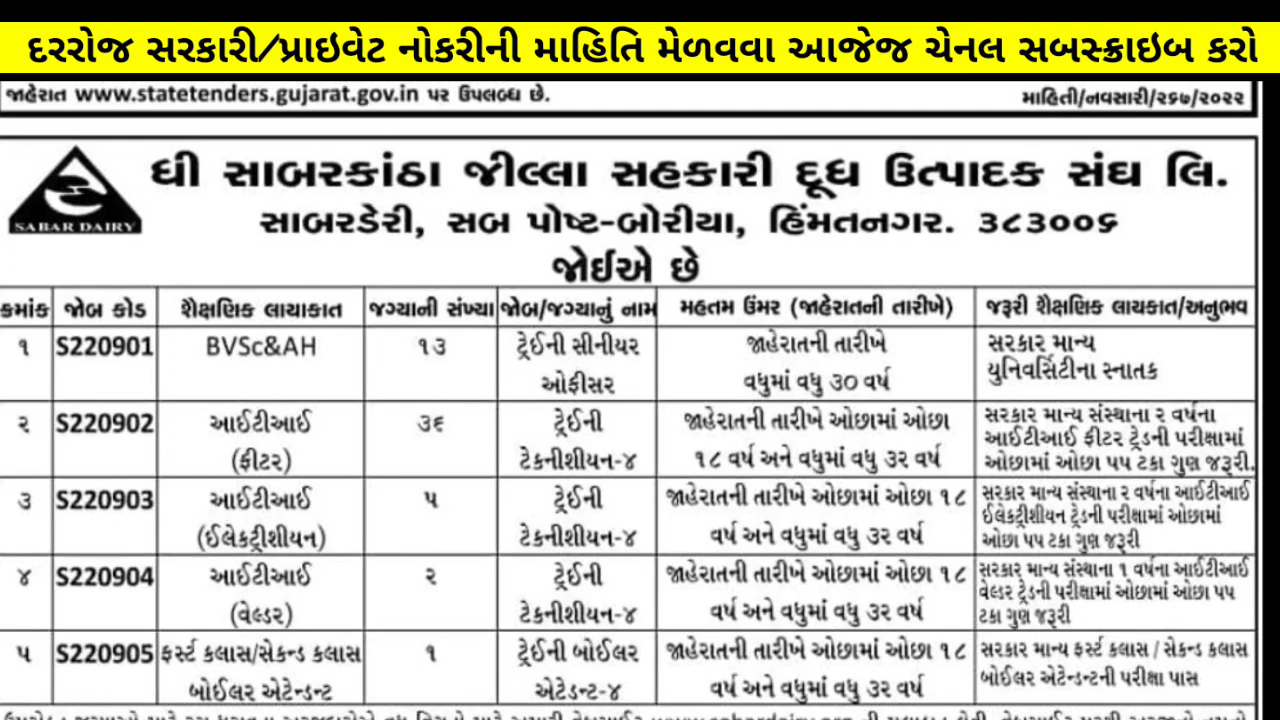 દરરોજ સરકારી/પ્રાઇવેટ નોકરીની માહિતિ મેળવવા આજેજ ચેનલ સબસ્ક્રાઇબ કરો
જાહેરાત www.statetenders.gujarat.gov.in પર ઉપલબ્ધ છે.
માહિતી/નવસારી/૨૬૭/૨૦૨૨
SABAR DAIRY
ધી સાબરકાંઠા જીલ્લા સહકારી દૂધ ઉત્પાદક સંઘ લિ.
સાબરડેરી, સબ પોષ્ટ-બોરીયા, હિંમતનગર. ૩૮૩૦૦૬
જોઈએ છે
ક્રમાંક જોબ કોડ શૈક્ષણિક લાયાકાત જગ્યાની સંખ્યા જોબ/જગ્યાનું નામ મહતમ ઉંમર (જાહેરાતની તારીખે) જરૂરી શૈક્ષણિક લાયકાત/અનુભવ
૧ S220901 BVSc&AH ૧૩ ટ્રેઈની સીનીયર જાહેરાતની તારીખે સરકાર માન્ય
ઓફીસર વધુમાં વધુ ૩૦ વર્ષ યુનિવર્સિટીના સ્નાતક
૨ S220902 આઈટીઆઈ ૩૬ ટ્રેઈની જાહેરાતની તારીખે ઓછામાં ઓછા સરકાર માન્ય સંસ્થાના ૨ વર્ષના
આઈટીઆઈ ફીટર ટ્રેડની પરીક્ષામાં
(ફીટર) ટેકનીશીયન-૪ ૧૮ વર્ષ અને વધુમાં વધુ ૩૨ વર્ષ ઓછામાં ઓછા ૫૫ ટકા ગુણ જરૂરી.
૩ S220903 આઈટીઆઈ ૫ ટ્રેઈની જાહેરાતની તારીખે ઓછામાં ઓછા ૧૮ સરકાર માન્ય સંસ્થાના ૨ વર્ષના આઈટીઆઈ
ઈલેકટ્રીશીયન ટ્રેડની પરીક્ષામાં ઓછામાં
(ઈલેકટ્રીશીયન) ટેકનીશીયન-૪ વર્ષ અને વધુમાં વધુ ૩૨ વર્ષ ઓછા ૫૫ ટકા ગુણ જરૂરી
૪ S220904 આઈટીઆઈ ૨ ટ્રેઈની જાહેરાતની તારીખે ઓછામાં ઓછા ૧૮ સરકાર માન્ય સંસ્થાના ૧ વર્ષના આઈટીઆઈ
વેલ્ડર ટ્રેડની પરીક્ષામાં ઓછામાં ઓછા ૫૫
(વેલ્ડર) ટેકનીશીયન-૪ વર્ષ અને વધુમાં વધુ ૩૨ વર્ષ ટકા ગુણ જરૂરી
૫ S220905 ફર્સ્ટ કલાસ/સેકન્ડ કલાસ ૧ ટ્રેઈની બોઈલર જાહેરાતની તારીખે ઓછામાં ઓછા ૧૮ સરકાર માન્ય ફર્સ્ટ કલાસ / સેકન્ડ કલાસ
બોઈલર એટેન્ડન્ટ એટેડન્ટ-૪ વર્ષ અને વધુમાં વધુ ૩૨ વર્ષ બોઈલર એટેન્ડન્ટની પરીક્ષા પાસ